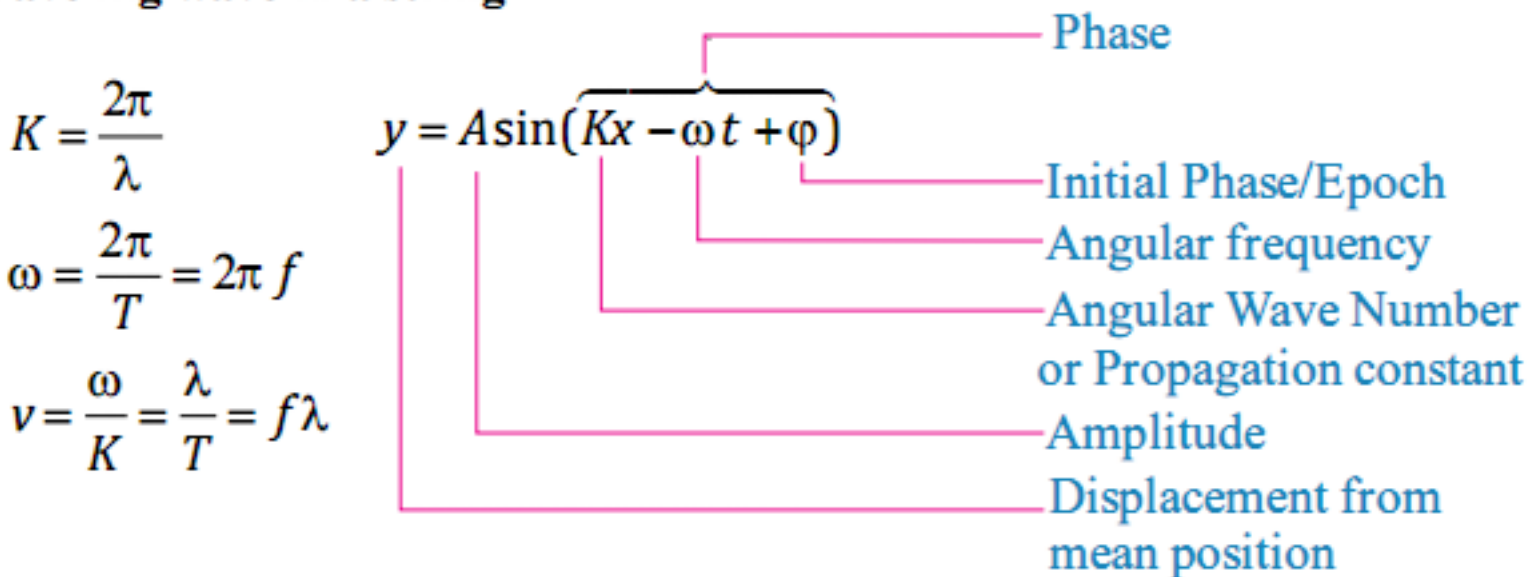 Phase
K = 2π/λ
y = A sin(Kx − ω t + φ)
Initial Phase/Epoch
ω = 2π/T = 2π f
Angular frequency
Angular Wave Number
or Propagation constant
v = ω/K = λ/T = fλ
Amplitude
Displacement from
mean position